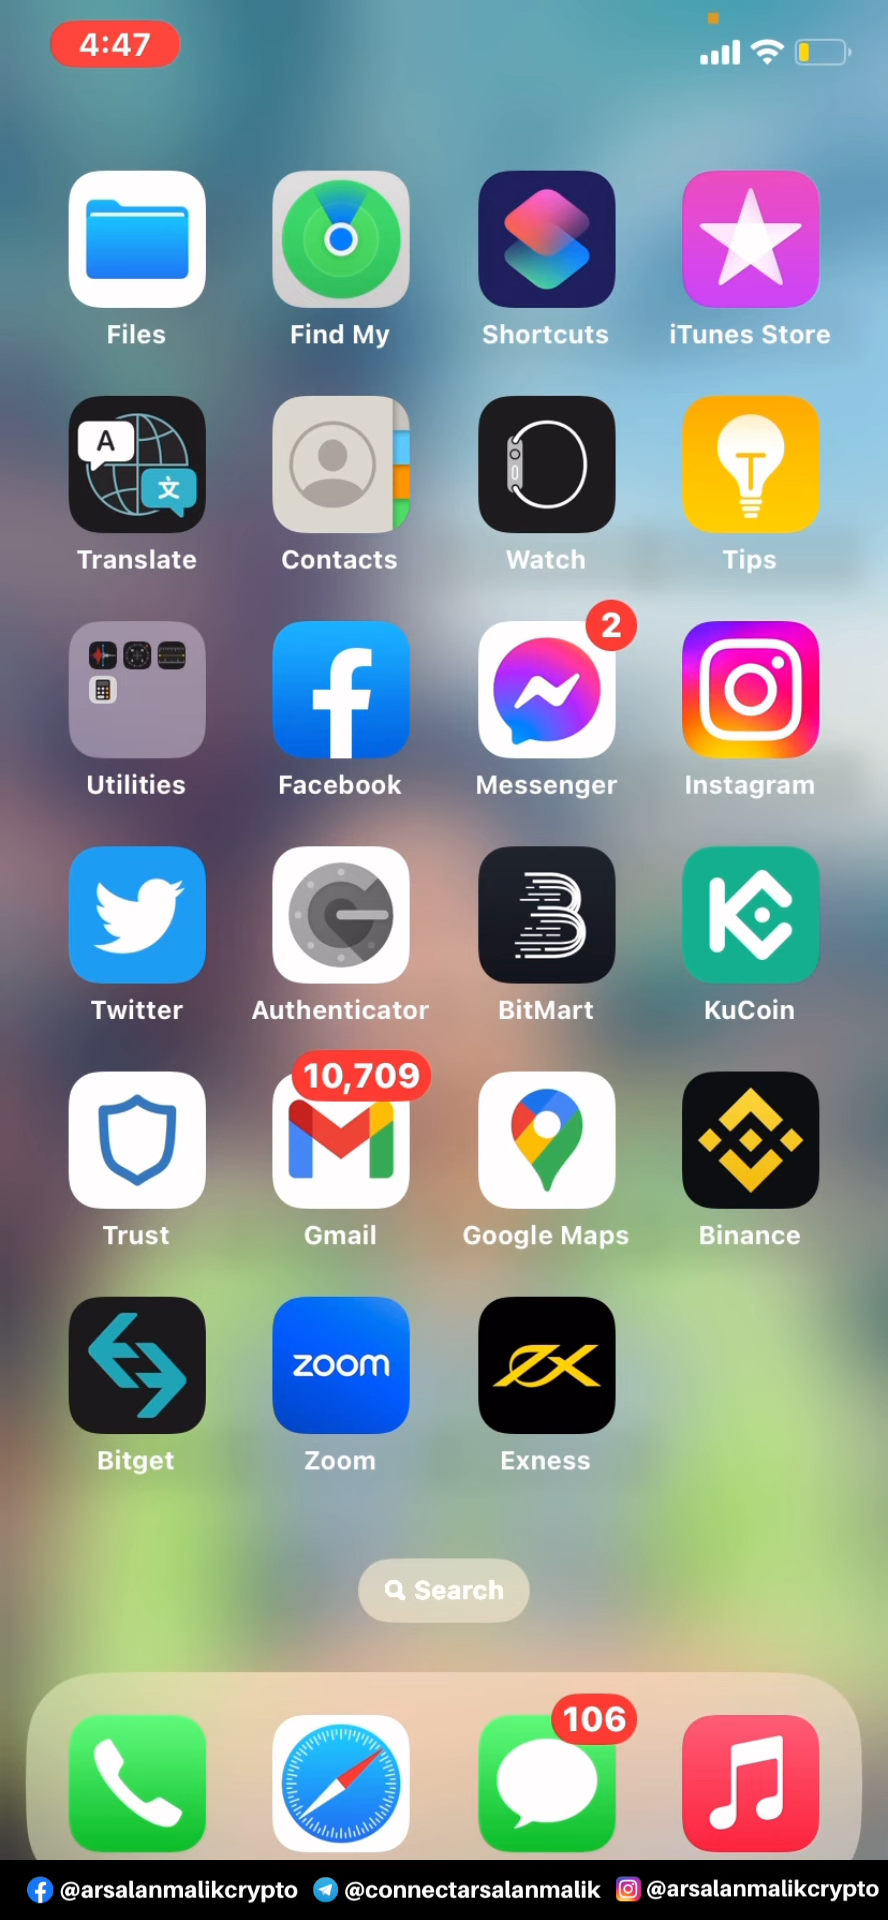 4:47
Files Find My Shortcuts iTunes Store
A 文
Translate Contacts Watch Tips
2
Utilities Facebook Messenger Instagram
Twitter Authenticator BitMart KuCoin
10,709
Trust Gmail Google Maps Binance
zoom
Bitget Zoom Exness
Search
106
@arsalanmalikcrypto @connectarsalanmalik @arsalanmalikcrypto